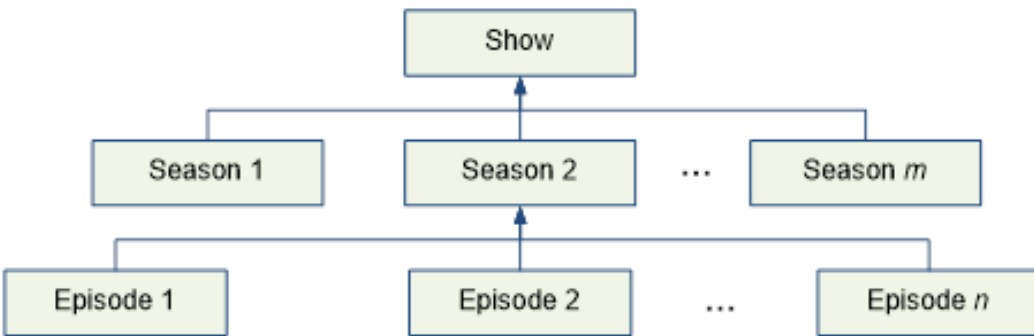 Show
Season 1
Season 2
...
Season m
Episode 1
Episode 2
...
Episode n